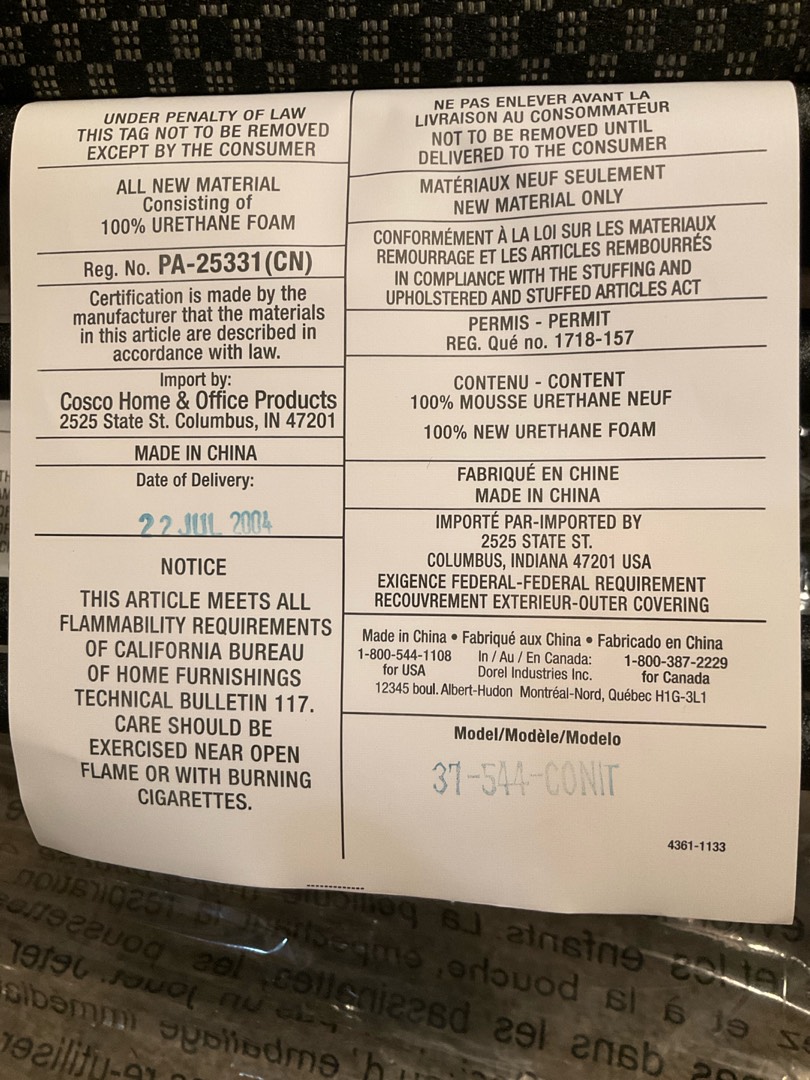 UNDER PENALTY OF LAW
THIS TAG NOT TO BE REMOVED
EXCEPT BY THE CONSUMER
ALL NEW MATERIAL
Consisting of
100% URETHANE FOAM
Reg. No. PA-25331(CN)
Certification is made by the
manufacturer that the materials
in this article are described in
accordance with law.
Import by:
Cosco Home & Office Products
2525 State St. Columbus, IN 47201
MADE IN CHINA
Date of Delivery:
22 JUL 2004
NOTICE
THIS ARTICLE MEETS ALL
FLAMMABILITY REQUIREMENTS
OF CALIFORNIA BUREAU
OF HOME FURNISHINGS
TECHNICAL BULLETIN 117.
CARE SHOULD BE
EXERCISED NEAR OPEN
FLAME OR WITH BURNING
CIGARETTES.
NE PAS ENLEVER AVANT LA
LIVRAISON AU CONSOMMATEUR
NOT TO BE REMOVED UNTIL
DELIVERED TO THE CONSUMER
MATÉRIAUX NEUF SEULEMENT
NEW MATERIAL ONLY
CONFORMÉMENT À LA LOI SUR LES MATERIAUX
REMOURRAGE ET LES ARTICLES REMBOURRÉS
IN COMPLIANCE WITH THE STUFFING AND
UPHOLSTERED AND STUFFED ARTICLES ACT
PERMIS - PERMIT
REG. Qué no. 1718-157
CONTENU - CONTENT
100% MOUSSE URETHANE NEUF
100% NEW URETHANE FOAM
FABRIQUÉ EN CHINE
MADE IN CHINA
IMPORTÉ PAR-IMPORTED BY
2525 STATE ST.
COLUMBUS, INDIANA 47201 USA
EXIGENCE FEDERAL-FEDERAL REQUIREMENT
RECOUVREMENT EXTERIEUR-OUTER COVERING
Made in China • Fabriqué aux China • Fabricado en China
1-800-544-1108 In / Au / En Canada: 1-800-387-2229
for USA Dorel Industries Inc. for Canada
12345 boul. Albert-Hudon Montréal-Nord, Québec H1G-3L1
Model/Modèle/Modelo
37-544-CONIT
4361-1133
et les enfants. La pellicule
et à la bouche, empêchant la respiration
dans les bassinettes, les poussettes
pas un jouet. Jeter
d'emballage immédia
ré-utiliser